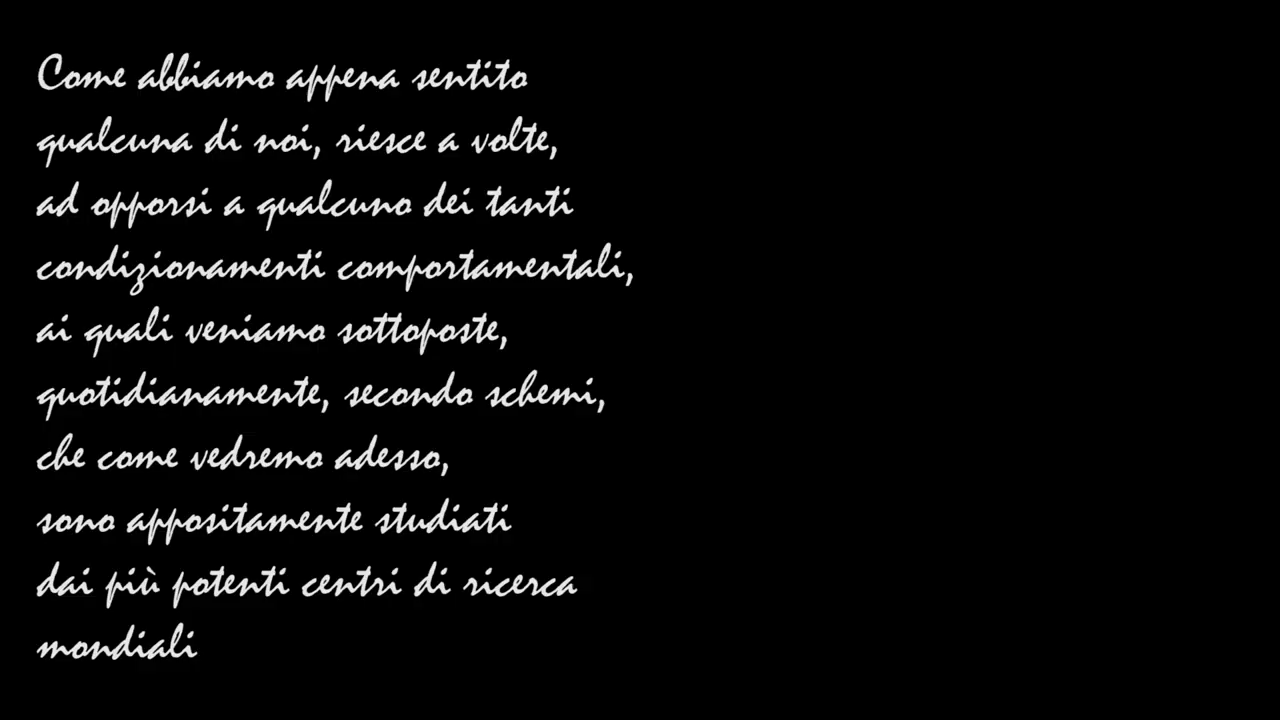 Come abbiamo appena sentito
qualcuna di noi, riesce a volte,
ad opporsi a qualcuno dei tanti
condizionamenti comportamentali,
ai quali veniamo sottoposte,
quotidianamente, secondo schemi,
che come vedremo adesso,
sono appositamente studiati
dai più potenti centri di ricerca
mondiali